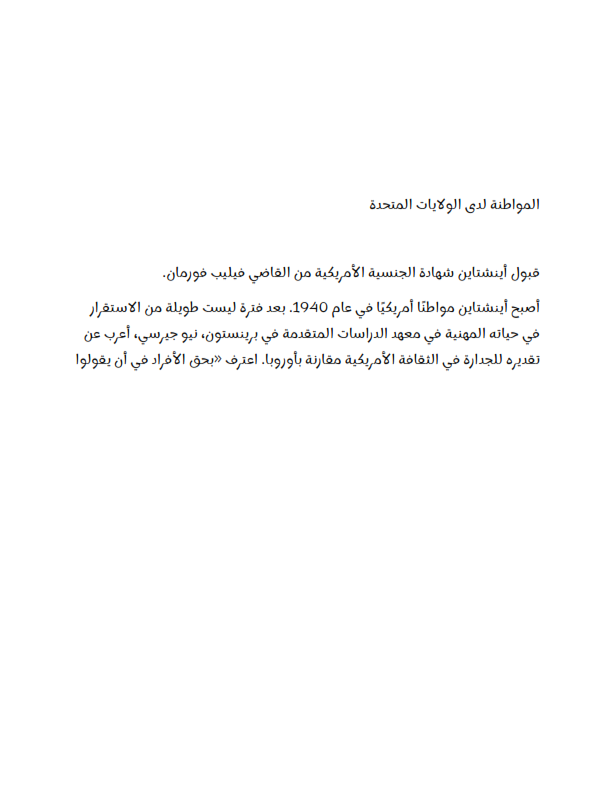 المواطنة لدى الولايات المتحدة
قبول أينشتاين شهادة الجنسية الأمريكية من القاضي فيليب فورمان.
أصبح أينشتاين مواطنًا أمريكيًا في عام 1940. بعد فترة ليست طويلة من الاستقرار
في حياته المهنية في معهد الدراسات المتقدمة في برينستون، نيو جيرسي، أعرب عن
تقديره للجدارة في الثقافة الأمريكية مقارنة بأوروبا. اعترف «بحق الأفراد في أن يقولوا